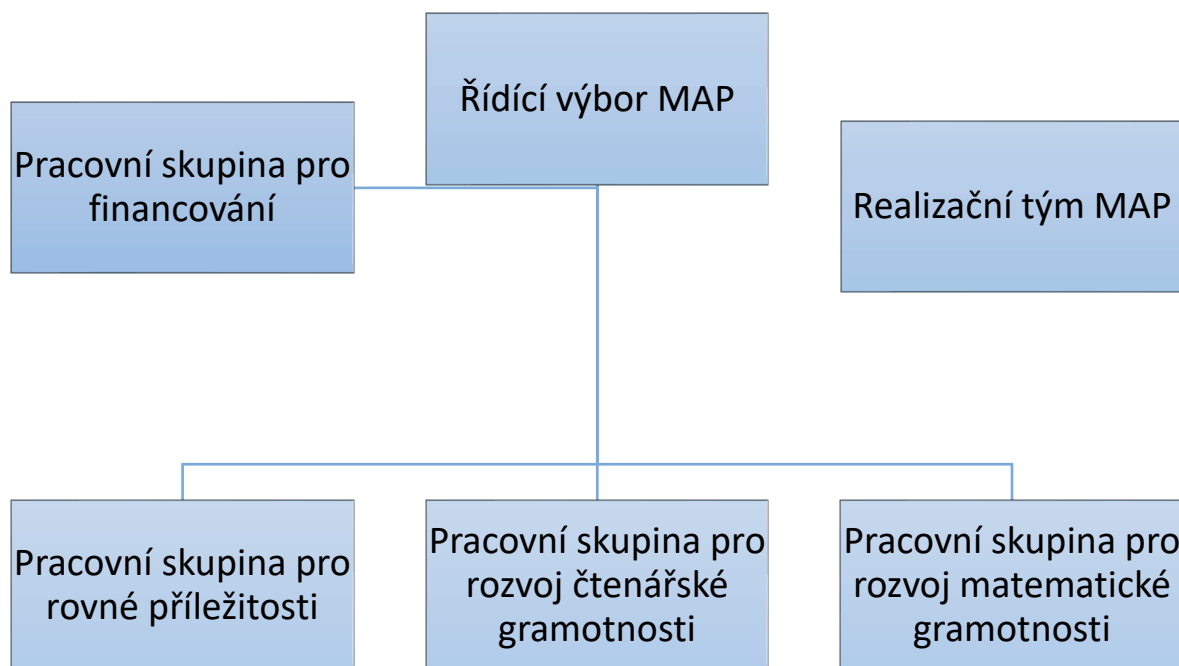 Řídící výbor MAP
Pracovní skupina pro
financování
Realizační tým MAP
Pracovní skupina pro
rovné příležitosti
Pracovní skupina pro
rozvoj čtenářské
gramotnosti
Pracovní skupina pro
rozvoj matematické
gramotnosti